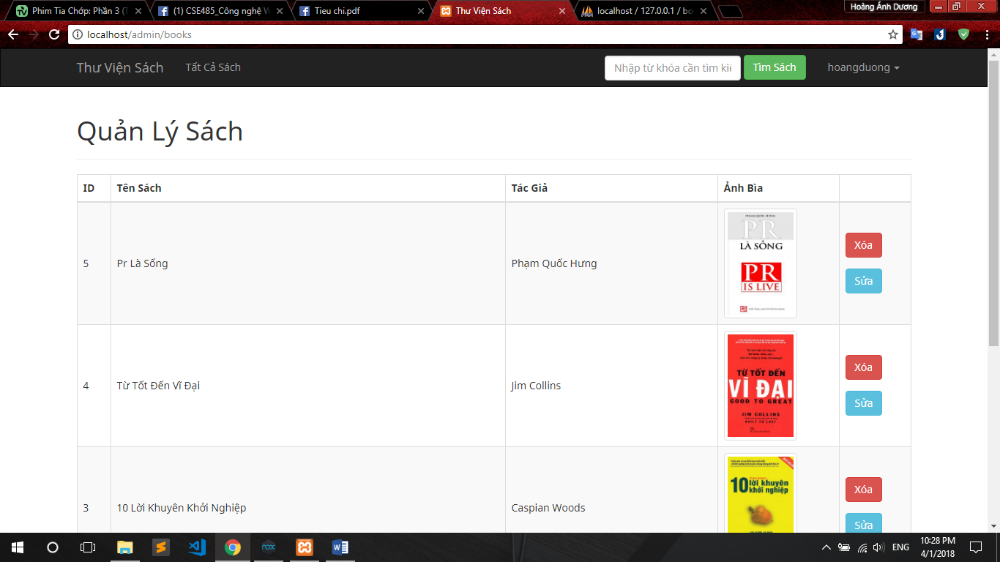 Phim Tia Chớp: Phần 3 (T
(1) CSE485_Công nghệ W
Tieu chi.pdf
Thư Viện Sách
localhost / 127.0.0.1 / bo
Hoàng Ánh Dương
localhost/admin/books
Thư Viện Sách
Tất Cả Sách
Nhập từ khóa cần tìm kiế
Tìm Sách
hoangduong
Quản Lý Sách
ID
Tên Sách
Tác Giả
Ảnh Bìa
5
Pr Là Sống
Phạm Quốc Hưng
PHẠM QUỐC HƯNG
PR
LÀ SỐNG
PR
IS LIVE
Xóa
Sửa
4
Từ Tốt Đến Vĩ Đại
Jim Collins
TỪ TỐT ĐẾN
VĨ ĐẠI
GOOD TO GREAT
JIM COLLINS
BUILT TO LAST
Xóa
Sửa
3
10 Lời Khuyên Khởi Nghiệp
Caspian Woods
10 lời khuyên
khởi nghiệp
Xóa
Sửa
ENG
10:28 PM
4/1/2018